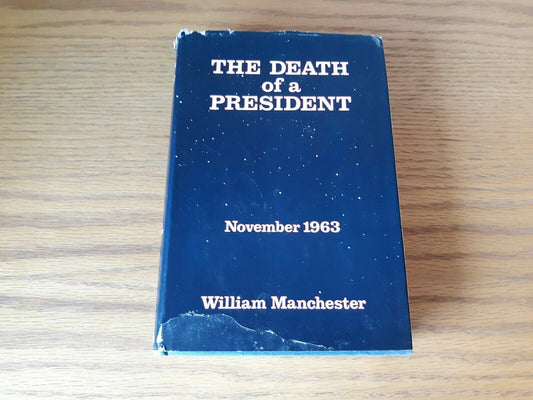 THE DEATH
of a
PRESIDENT
November 1963
William Manchester